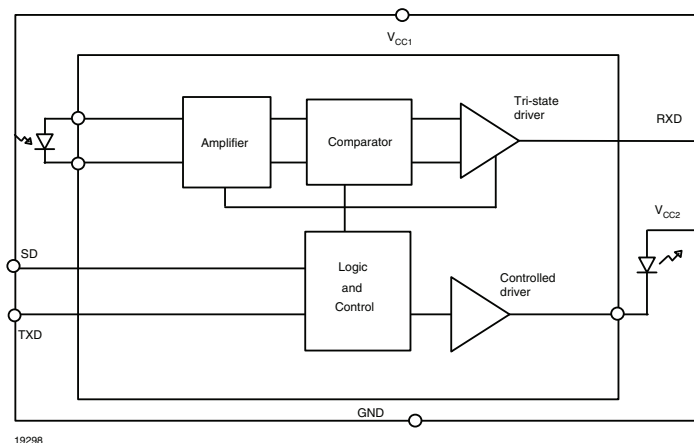 VCC1
Tri-state
driver
RXD
Amplifier
Comparator
VCC2
SD
Logic
and
Control
Controlled
driver
TXD
GND
19298